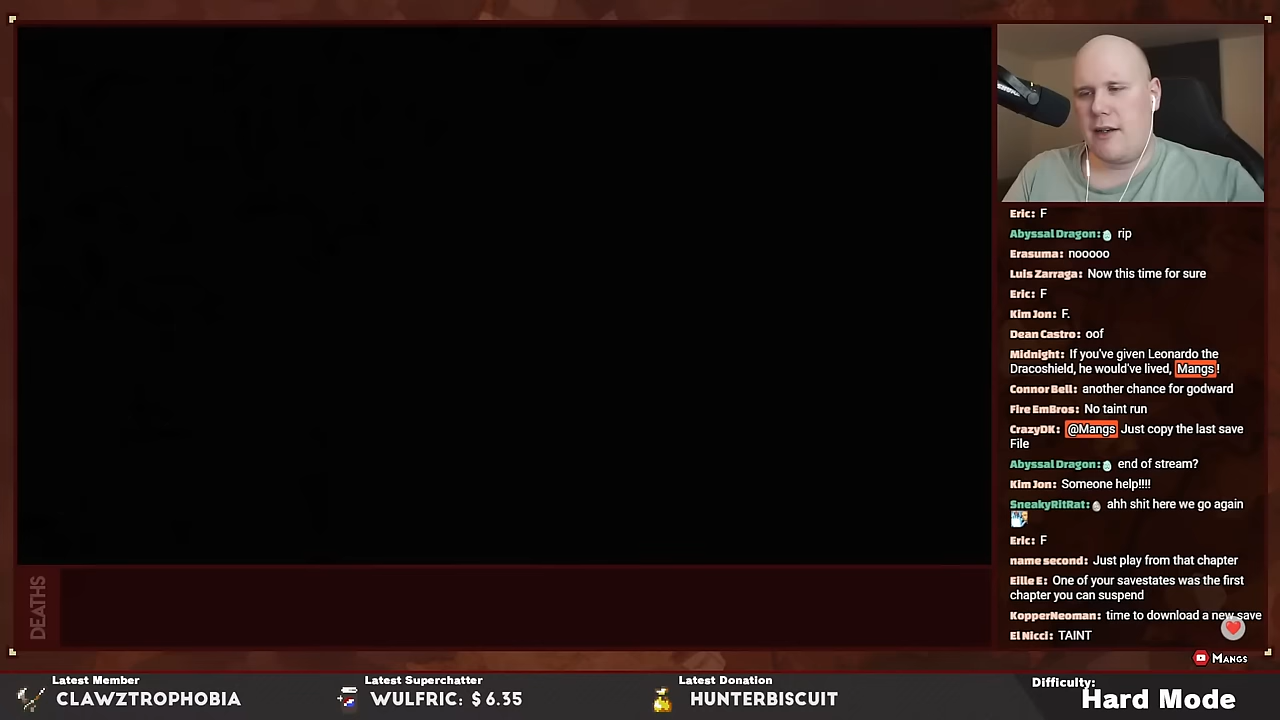 Eric: F
Abyssal Dragon: rip
Erasuma: nooooo
Luis Zarraga: Now this time for sure
Eric: F
Kim Jon: F.
Dean Castro: oof
Midnight: If you've given Leonardo the
Dracoshield, he would've lived, Mangs!
Connor Bell: another chance for godward
Fire EmBros: No taint run
CrazyDK: @Mangs Just copy the last save
File
Abyssal Dragon: end of stream?
Kim Jon: Someone help!!!!
SneakyRitRat: ahh shit here we go again
Eric: F
name second: Just play from that chapter
Eille E: One of your savestates was the first
chapter you can suspend
KopperNeoman: time to download a new save
El Nicci: TAINT
DEATHS
MANGS
Latest Member
CLAWZTROPHOBIA
Latest Superchatter
WULFRIC: $ 6.35
Latest Donation
HUNTERBISCUIT
Difficulty:
Hard Mode